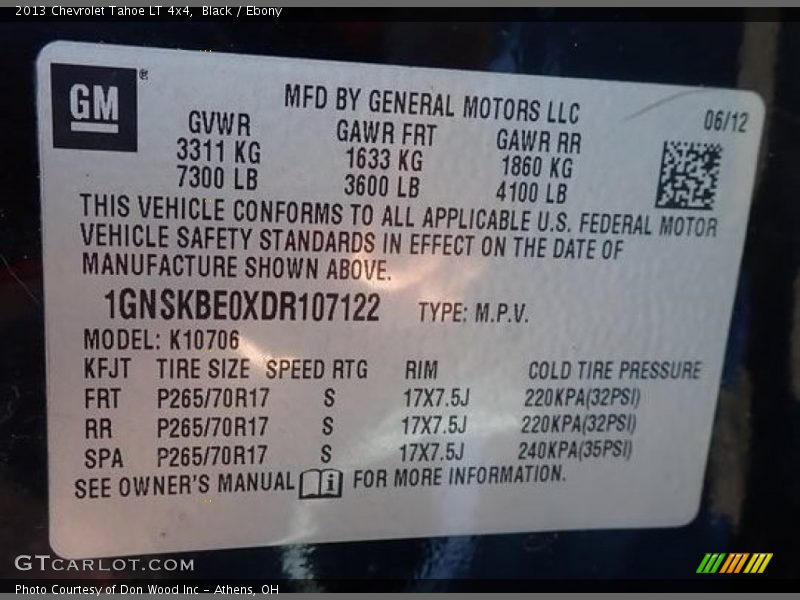 2013 Chevrolet Tahoe LT 4x4, Black / Ebony
GM ®
MFD BY GENERAL MOTORS LLC
06/12
GVWR GAWR FRT GAWR RR
3311 KG 1633 KG 1860 KG
7300 LB 3600 LB 4100 LB
THIS VEHICLE CONFORMS TO ALL APPLICABLE U.S. FEDERAL MOTOR
VEHICLE SAFETY STANDARDS IN EFFECT ON THE DATE OF
MANUFACTURE SHOWN ABOVE.
1GNSKBE0XDR107122 TYPE: M.P.V.
MODEL: K10706
KFJT TIRE SIZE SPEED RTG RIM COLD TIRE PRESSURE
FRT P265/70R17 S 17X7.5J 220KPA(32PSI)
RR P265/70R17 S 17X7.5J 220KPA(32PSI)
SPA P265/70R17 S 17X7.5J 240KPA(35PSI)
SEE OWNER'S MANUAL i FOR MORE INFORMATION.
GTCARLOT.COM
Photo Courtesy of Don Wood Inc - Athens, OH